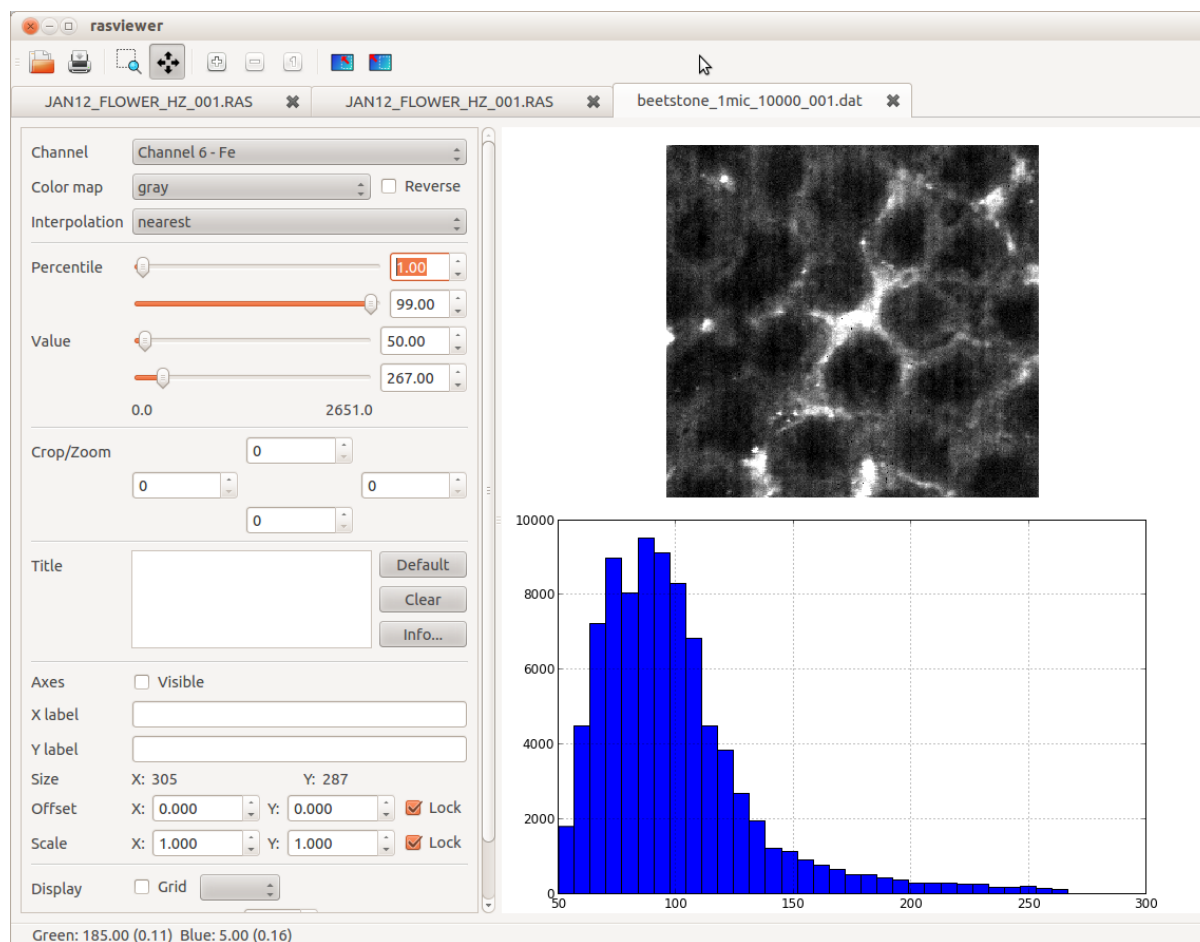 rasviewer
JAN12_FLOWER_HZ_001.RAS JAN12_FLOWER_HZ_001.RAS beetstone_1mic_10000_001.dat
Channel Channel 6 - Fe
Color map gray Reverse
Interpolation nearest
Percentile 1.00
99.00
Value 50.00
267.00
0.0 2651.0
Crop/Zoom 0
0 0
0
Title Default
Clear
Info...
Axes Visible
X label
Y label
Size X: 305 Y: 287
Offset X: 0.000 Y: 0.000 Lock
Scale X: 1.000 Y: 1.000 Lock
Display Grid
10000
8000
6000
4000
2000
0
50 100 150 200 250 300
Green: 185.00 (0.11) Blue: 5.00 (0.16)